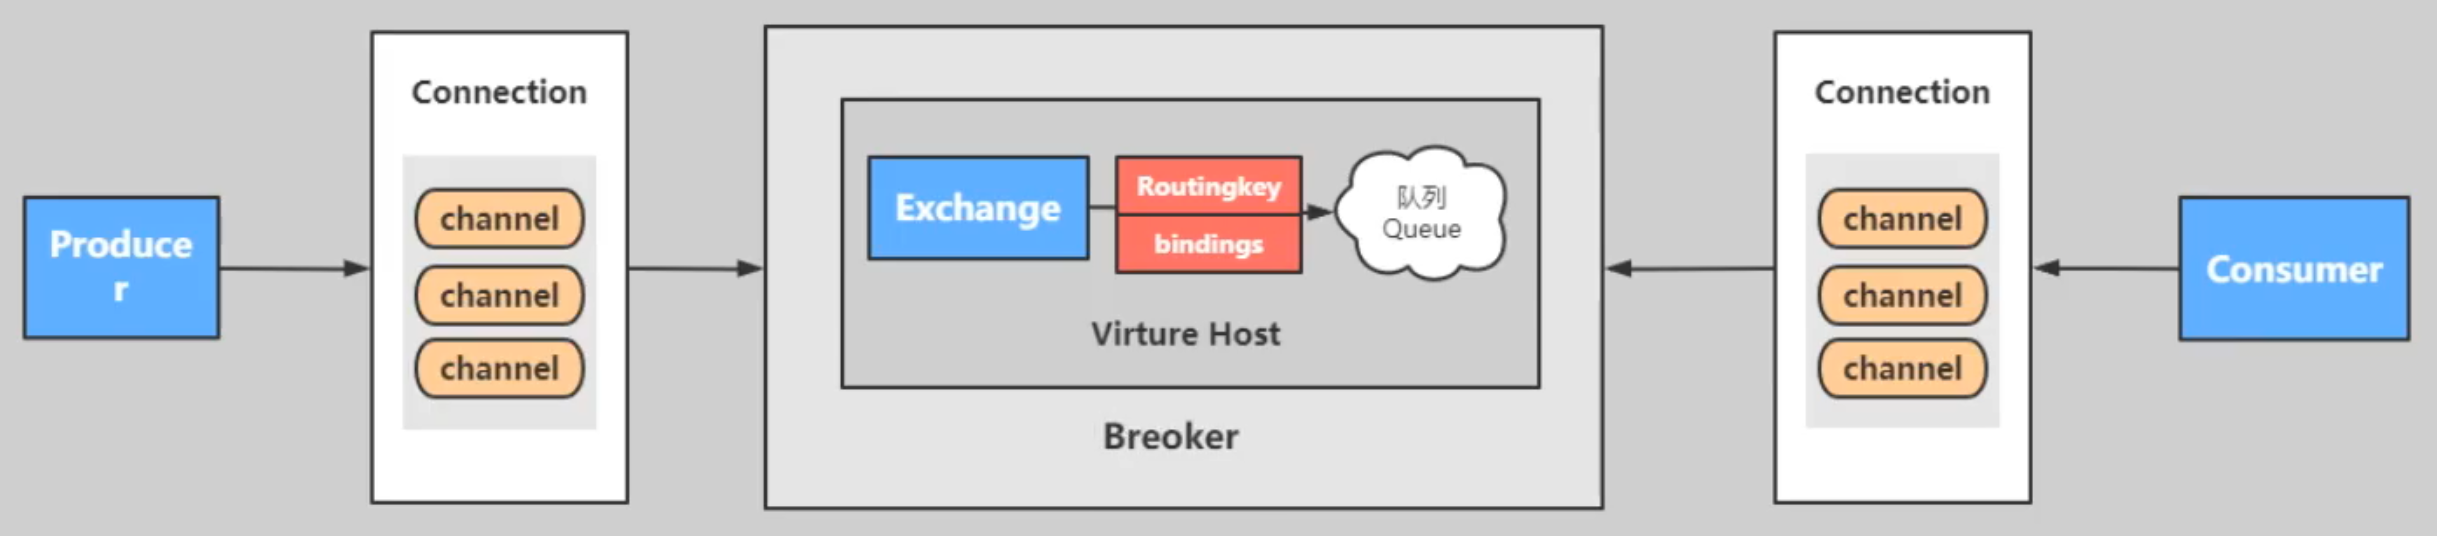 Produce
r
Connection
channel
channel
channel
Exchange
Routingkey
bindings
队列
Queue
Virture Host
Breoker
Connection
channel
channel
channel
Consumer